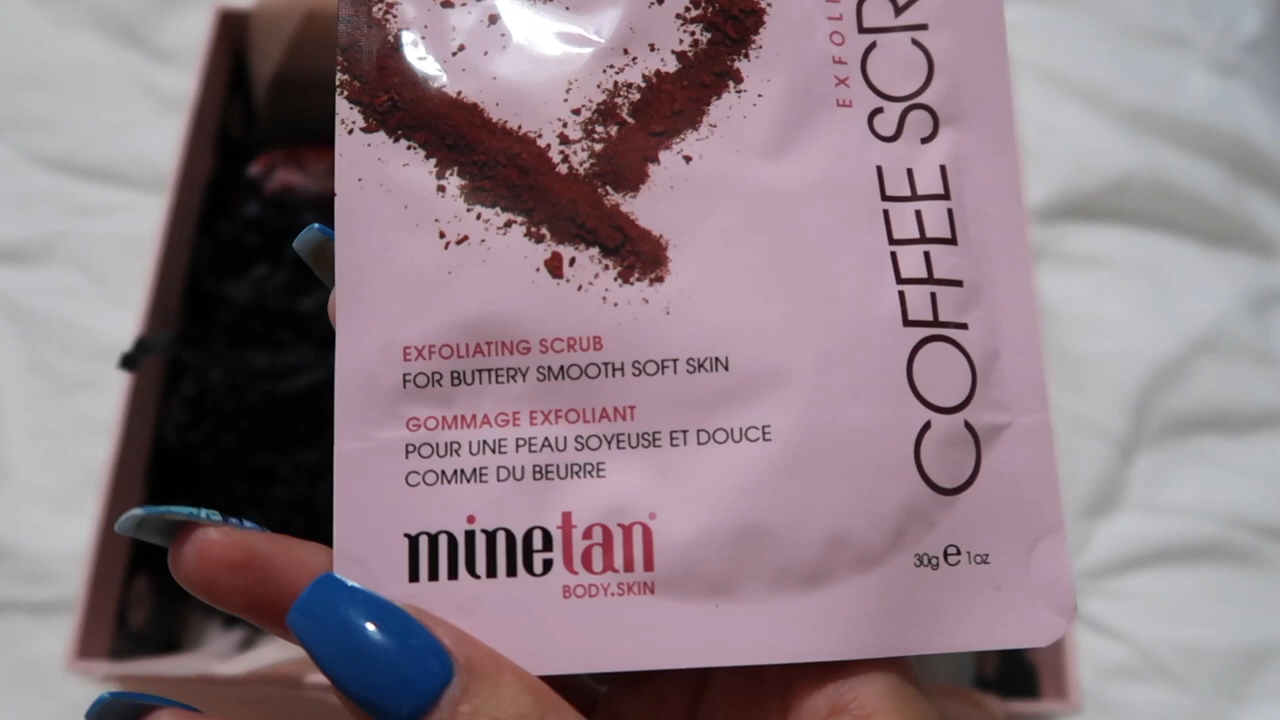 EXFOLIATING SCRUB
FOR BUTTERY SMOOTH SOFT SKIN
GOMMAGE EXFOLIANT
POUR UNE PEAU SOYEUSE ET DOUCE
COMME DU BEURRE
minetan®
BODY.SKIN
COFFEE
30g e 1oz